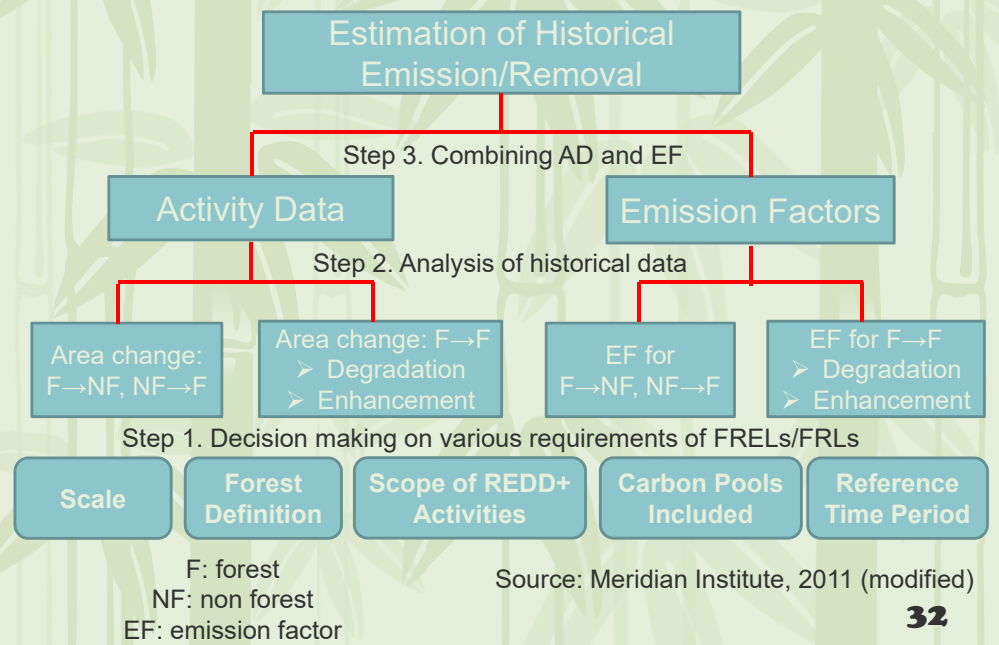 Estimation of Historical
Emission/Removal
Step 3. Combining AD and EF
Activity Data
Emission Factors
Step 2. Analysis of historical data
Area change:
F→NF, NF→F
Area change: F→F
➢ Degradation
➢ Enhancement
EF for
F→NF, NF→F
EF for F→F
➢ Degradation
➢ Enhancement
Step 1. Decision making on various requirements of FRELs/FRLs
Scale
Forest
Definition
Scope of REDD+
Activities
Carbon Pools
Included
Reference
Time Period
F: forest
NF: non forest
EF: emission factor
Source: Meridian Institute, 2011 (modified)
32